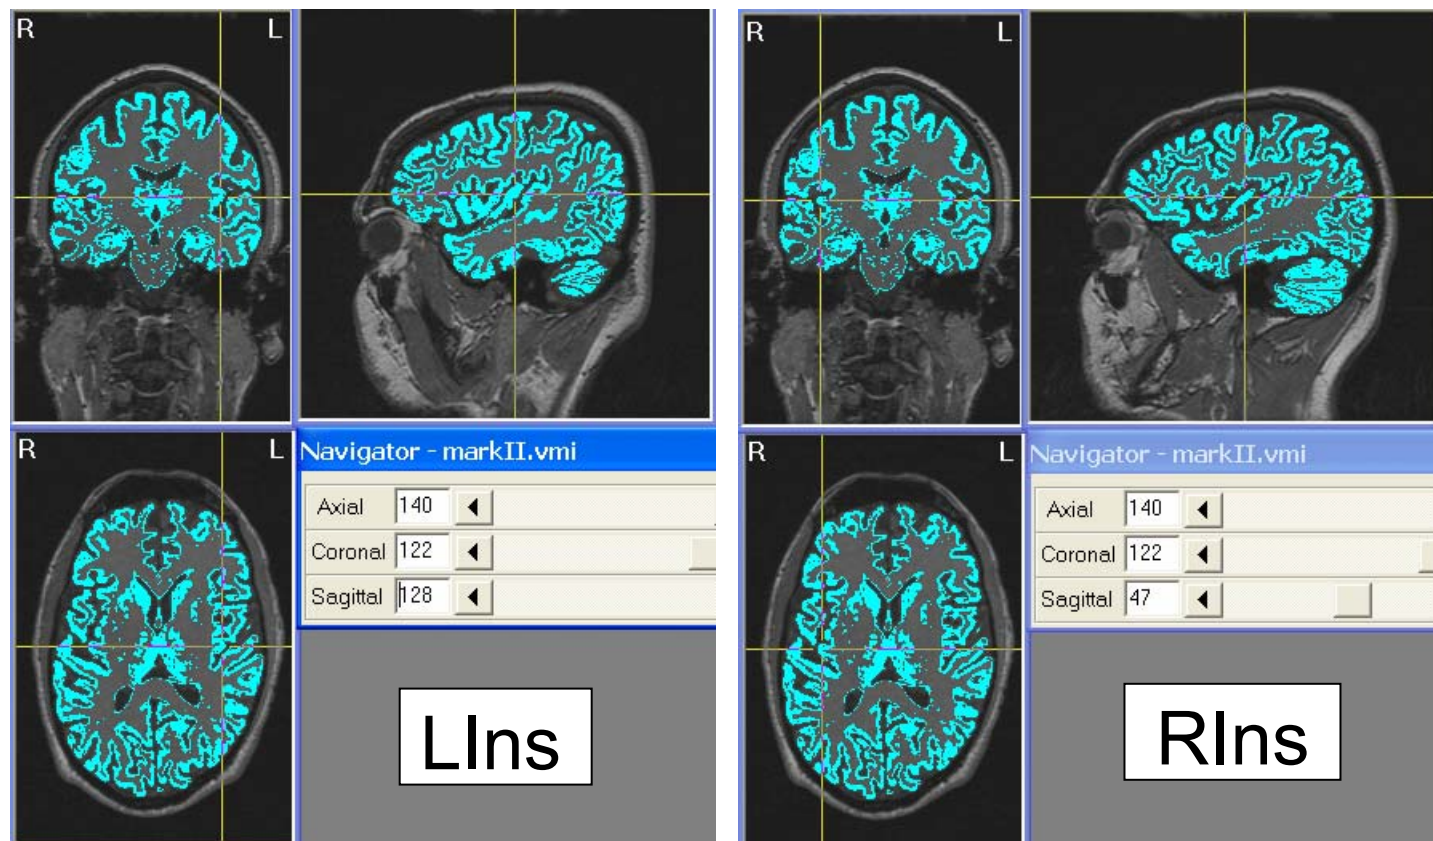 R L
Navigator - markII.vmi
R L
Axial 140
Coronal 122
Sagittal 128
LIns
R L
Navigator - markII.vmi
R L
Axial 140
Coronal 122
Sagittal 47
RIns